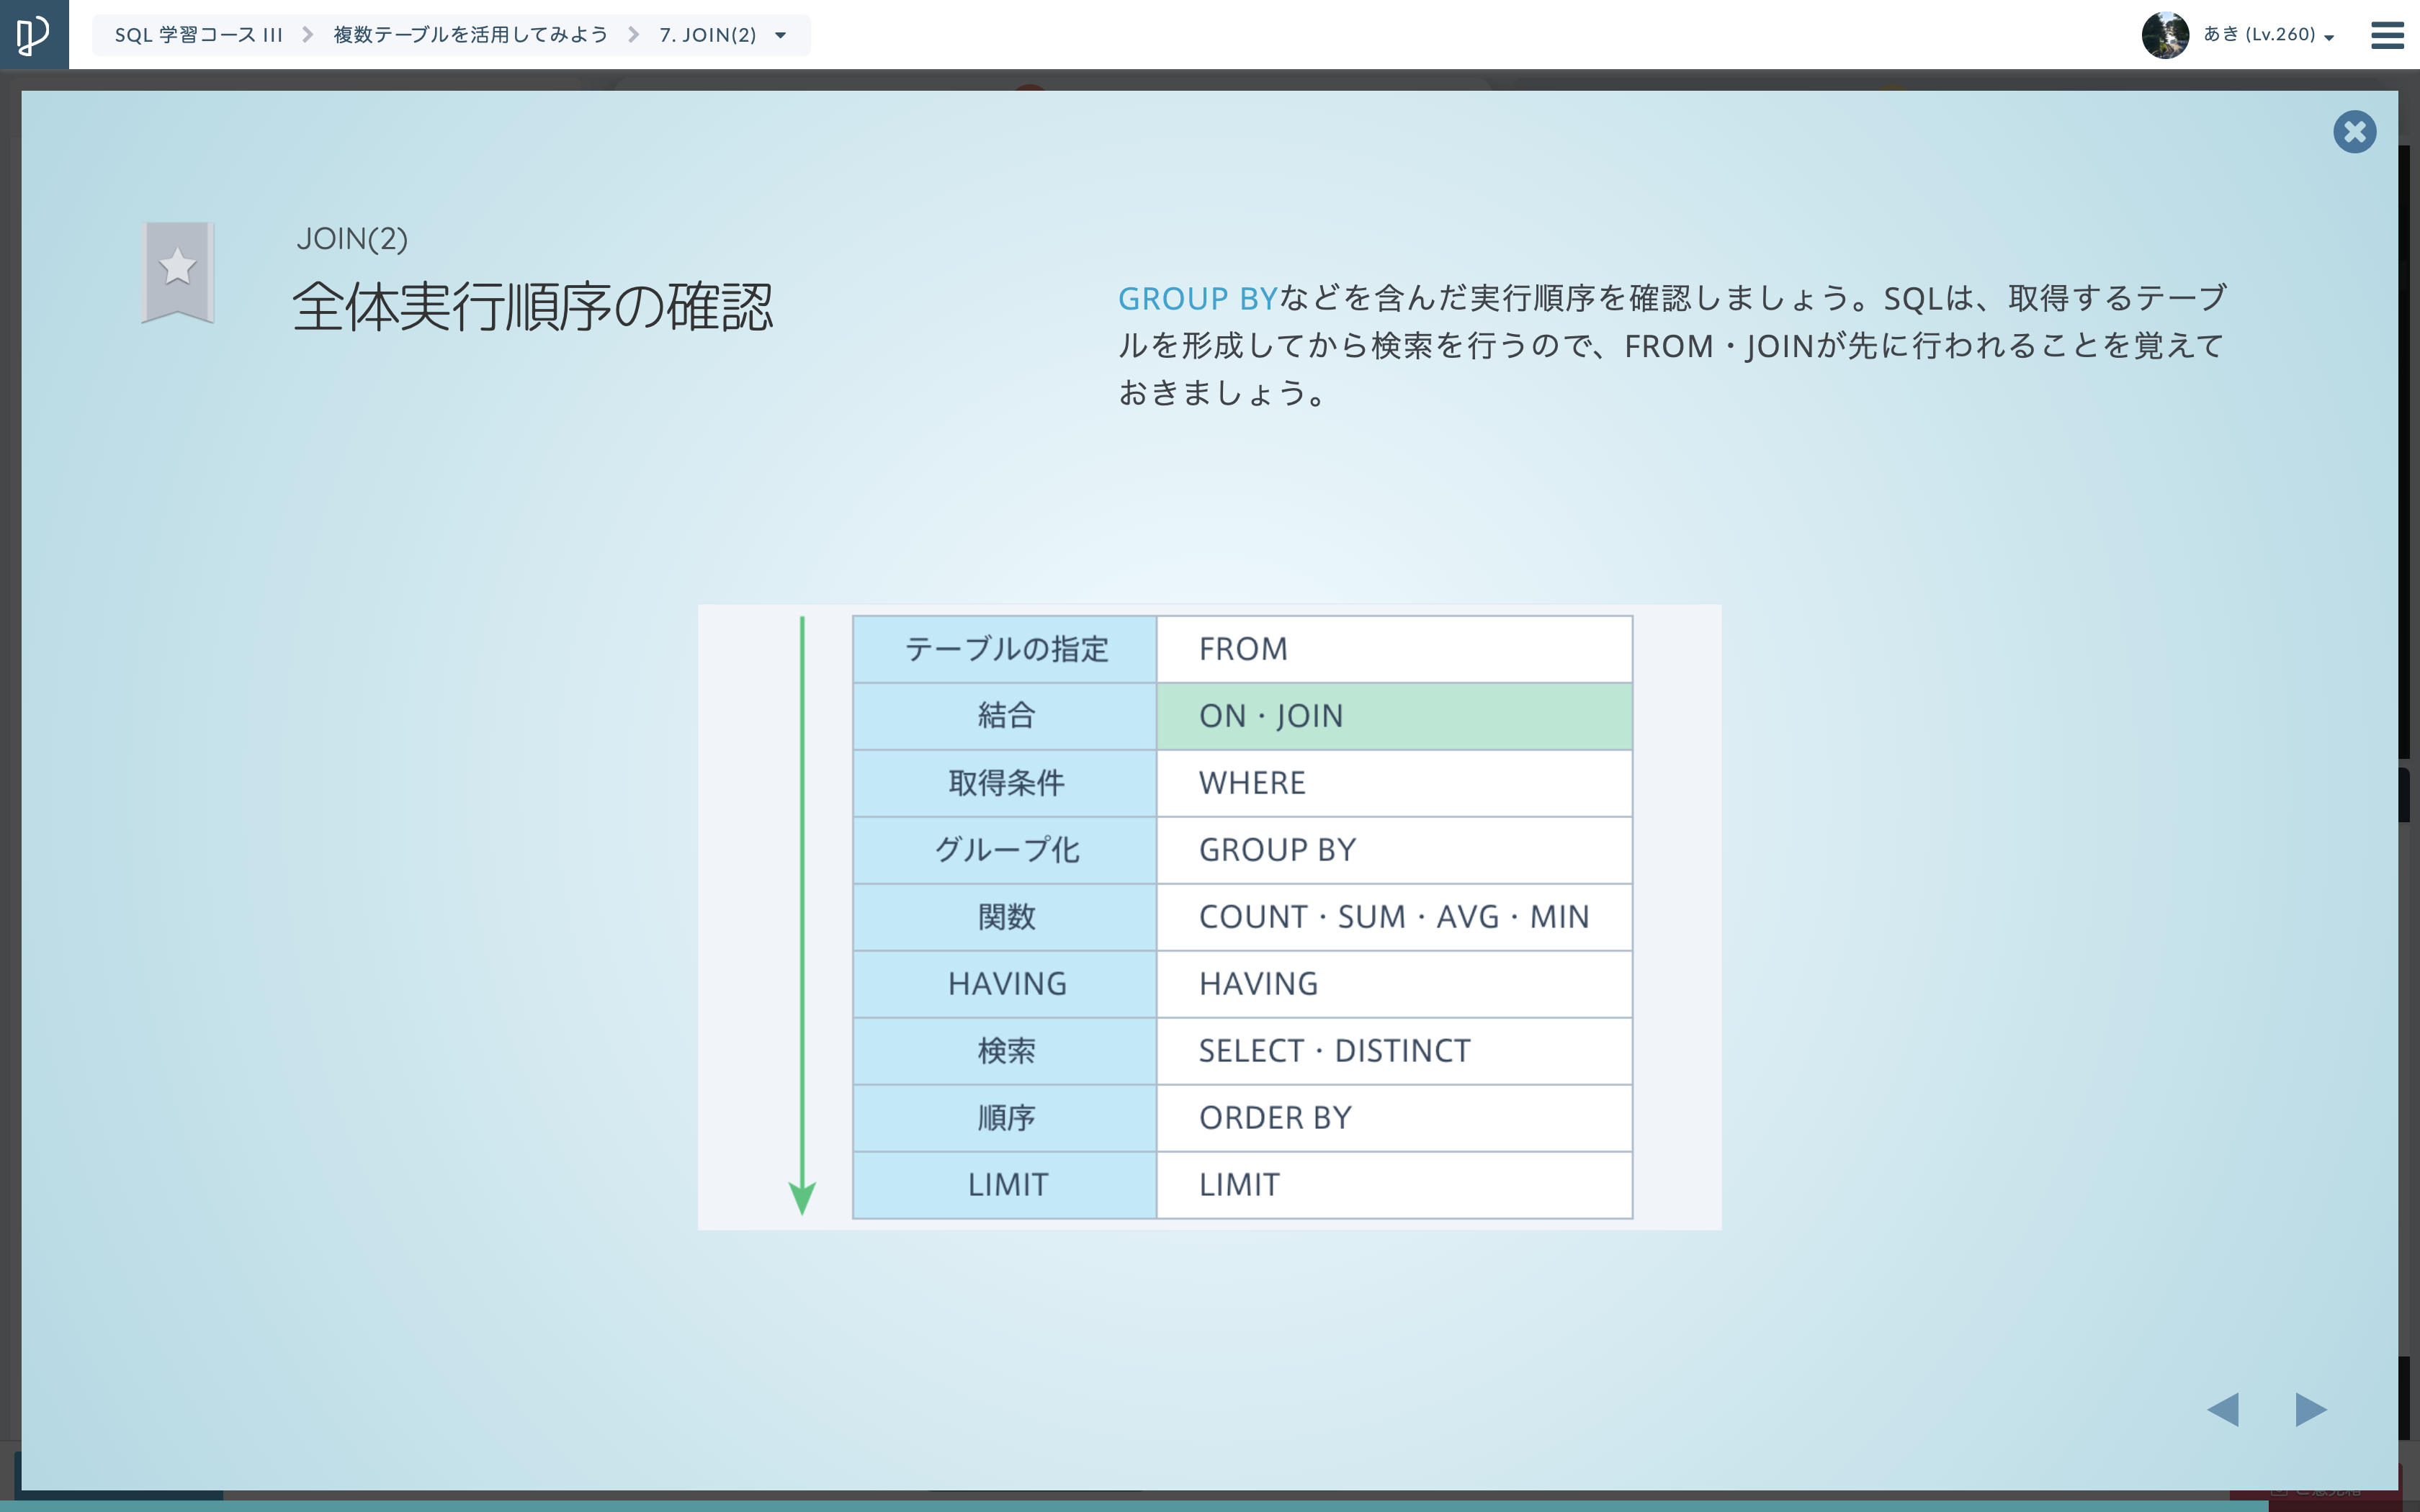 SQL 学習コース III
複数テーブルを活用してみよう
7. JOIN(2)
あき (Lv.260)
JOIN(2)
全体実行順序の確認
GROUP BYなどを含んだ実行順序を確認しましょう。SQLは、取得するテーブ
ルを形成してから検索を行うので、FROM・JOINが先に行われることを覚えて
おきましょう。
テーブルの指定 FROM
結合 ON・JOIN
取得条件 WHERE
グループ化 GROUP BY
関数 COUNT・SUM・AVG・MIN
HAVING HAVING
検索 SELECT・DISTINCT
順序 ORDER BY
LIMIT LIMIT